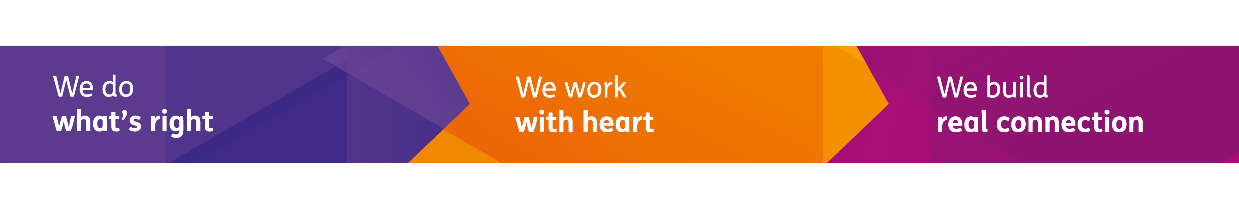 We do
what's right
We work
with heart
We build
real connection